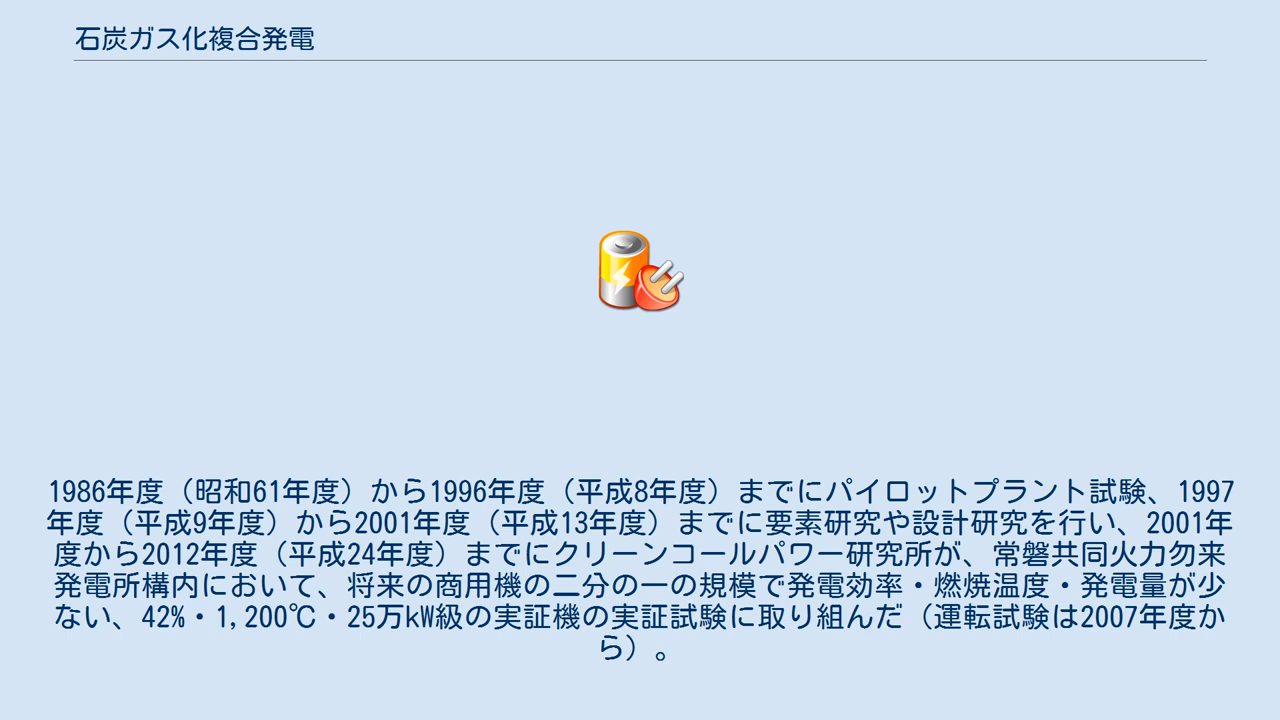 石炭ガス化複合発電
1986年度（昭和61年度）から1996年度（平成8年度）までにパイロットプラント試験、1997
年度（平成9年度）から2001年度（平成13年度）までに要素研究や設計研究を行い、2001年
度から2012年度（平成24年度）までにクリーンコールパワー研究所が、常磐共同火力勿来
発電所構内において、将来の商用機の二分の一の規模で発電効率・燃焼温度・発電量が少
ない、42%・1,200℃・25万kW級の実証機の実証試験に取り組んだ（運転試験は2007年度か
ら）。